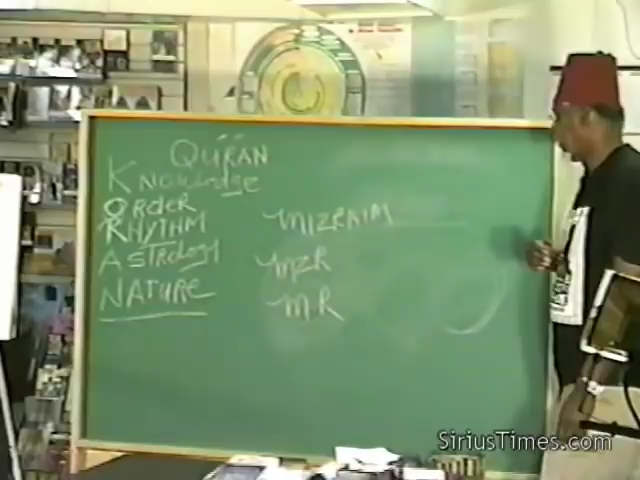 QURAN
KNOWLEDGE
ORDER
RHYTHM
ASTROLOGY
NATURE
MIZRAIM
MZR
MR
SiriusTimes.com